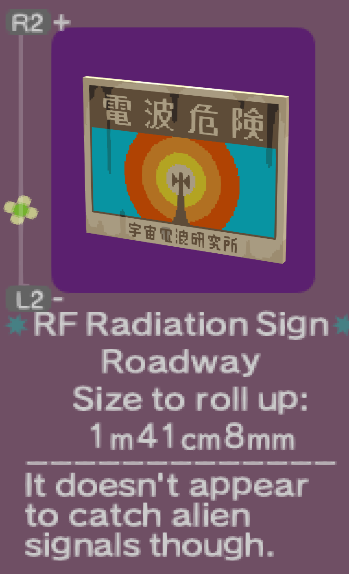 R2 +
電波危険
宇宙電波研究所
L2 -
RF Radiation Sign
Roadway
Size to roll up:
1m41cm8mm
It doesn't appear
to catch alien
signals though.